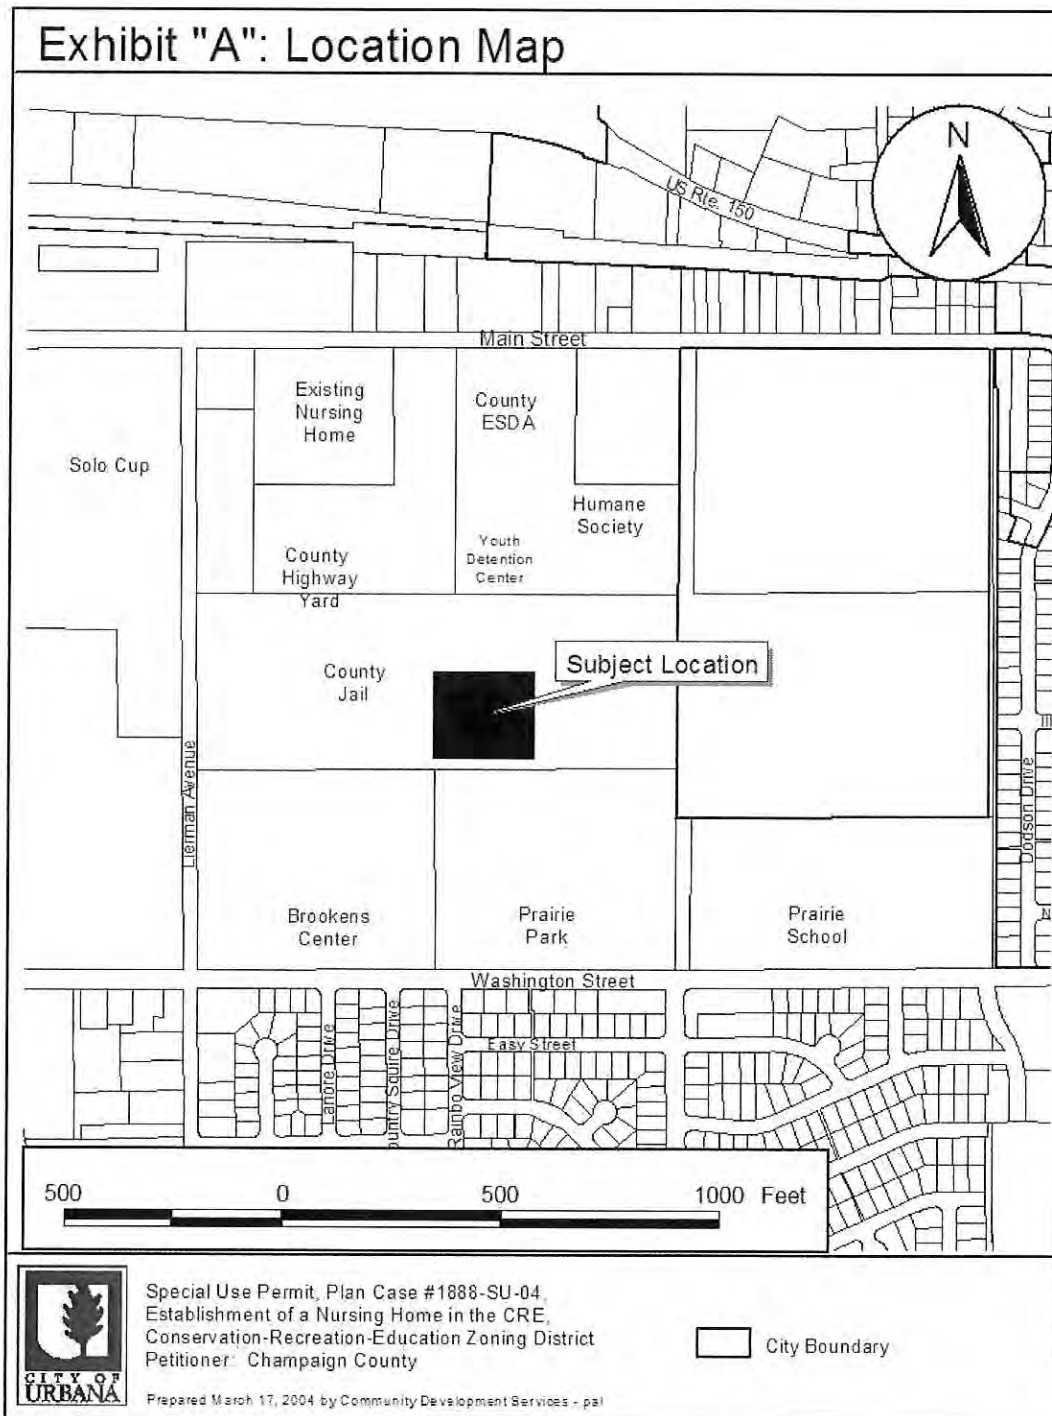 Exhibit "A": Location Map
N
US Rte. 150
Main Street
Existing
Nursing
Home
County
ESDA
Solo Cup
Humane
Society
Youth
Detention
Center
County
Highway
Yard
Subject Location
County
Jail
Lierman Avenue
Dodson Drive
Brookens
Center
Prairie
Park
Prairie
School
N
Washington Street
Lanore Drive
ountry Squire Drive
Rainbo View Drive
Easy Street
500 0 500 1000 Feet
Special Use Permit, Plan Case #1888-SU-04,
Establishment of a Nursing Home in the CRE,
Conservation-Recreation-Education Zoning District
Petitioner: Champaign County
City Boundary
CITY OF
URBANA
Prepared March 17, 2004 by Community Development Services - pal